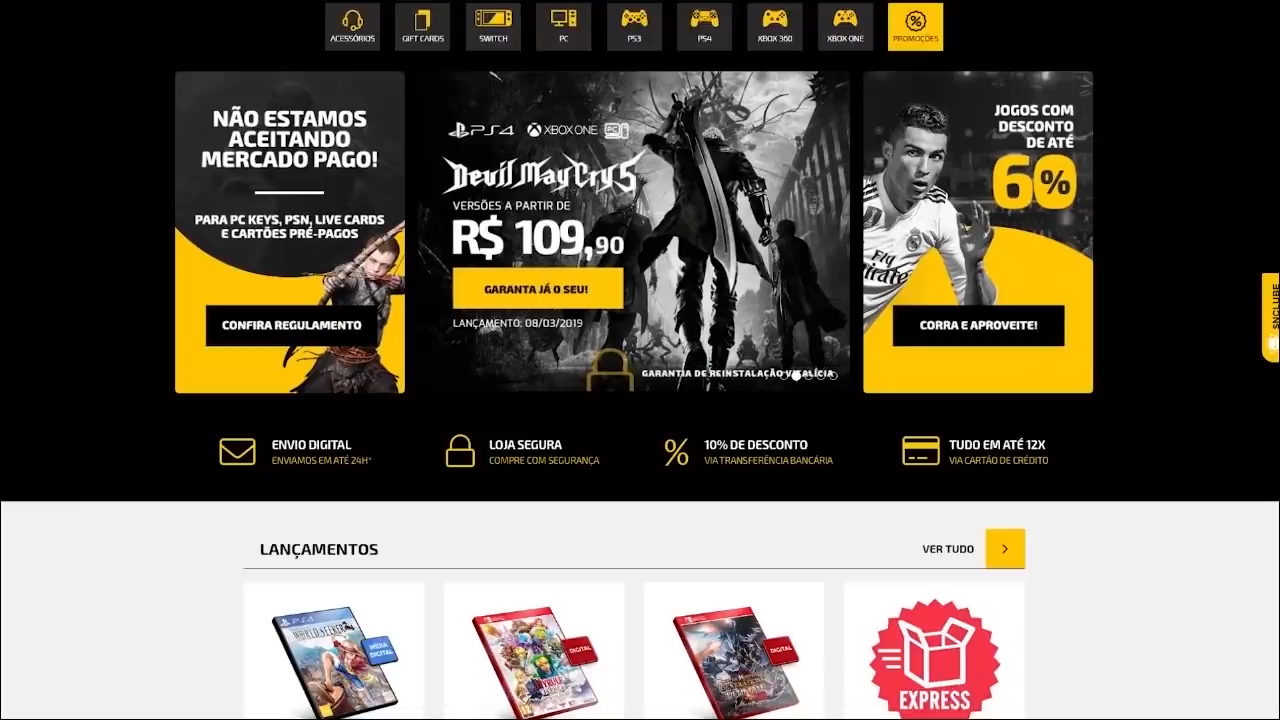 ACESSÓRIOS
GIFT CARDS
SWITCH
PC
PS3
PS4
XBOX 360
XBOX ONE
PROMOÇÕES
NÃO ESTAMOS
ACEITANDO
MERCADO PAGO!
PARA PC KEYS, PSN, LIVE CARDS
E CARTÕES PRÉ-PAGOS
CONFIRA REGULAMENTO
PS4 XBOX ONE PC
Devil May Cry 5
VERSÕES A PARTIR DE
R$ 109,90
GARANTA JÁ O SEU!
LANÇAMENTO: 08/03/2019
GARANTIA DE REINSTALAÇÃO VITALÍCIA
JOGOS COM
DESCONTO
DE ATÉ
60%
Fly
CORRA E APROVEITE!
SNCLUBE
ENVIO DIGITAL
ENVIAMOS EM ATÉ 24H*
LOJA SEGURA
COMPRE COM SEGURANÇA
10% DE DESCONTO
VIA TRANSFERÊNCIA BANCÁRIA
TUDO EM ATÉ 12X
VIA CARTÃO DE CRÉDITO
LANÇAMENTOS
VER TUDO
PS4
WORLD SEEKER
MÍDIA
DIGITAL
DIGITAL
DIGITAL
EXPRESS